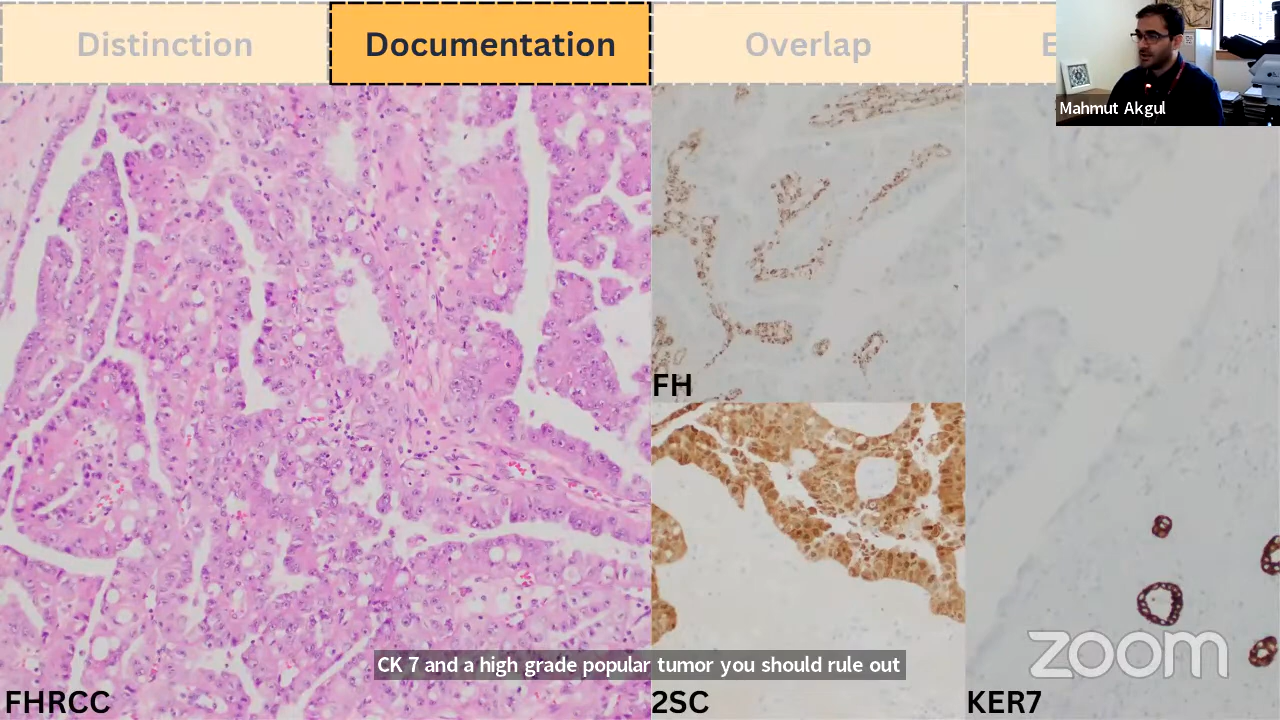 Distinction
Documentation
Overlap
E
Mahmut Akgul
FH
CK 7 and a high grade popular tumor you should rule out
zoom
FHRCC
2SC
KER7